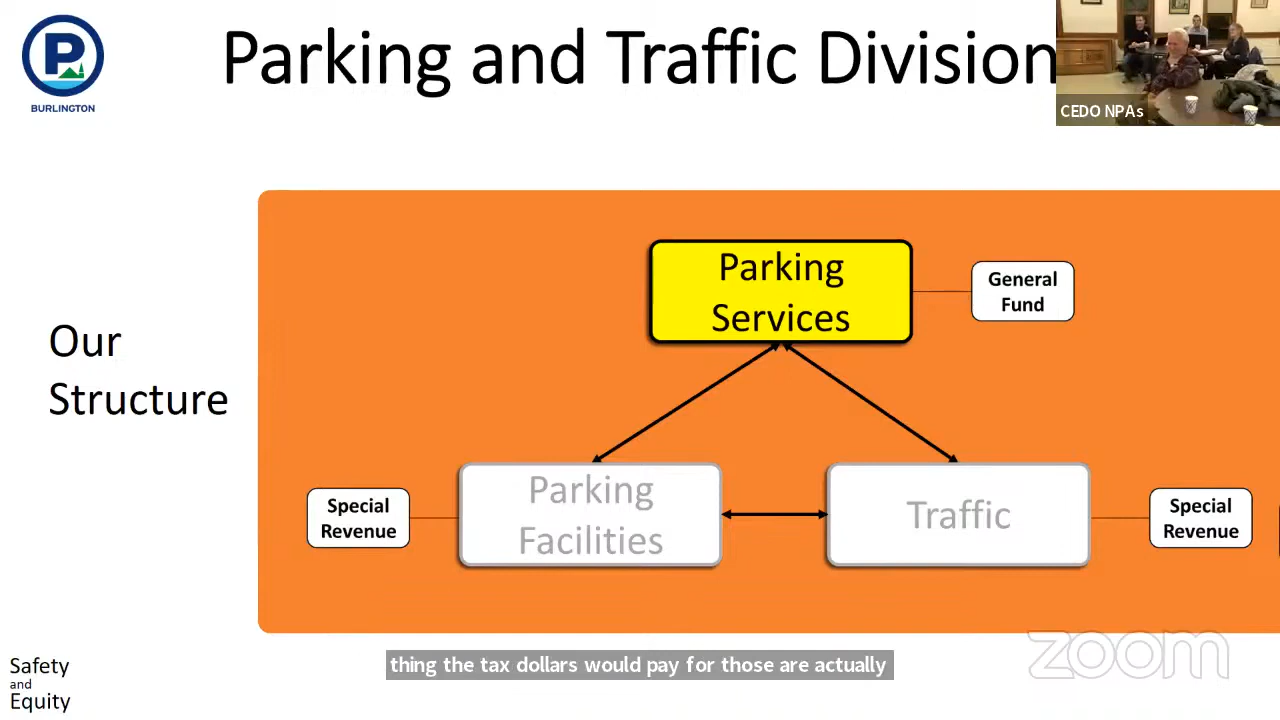 P
BURLINGTON
Parking and Traffic Division
CEDO NPAs
Our
Structure
Parking
Services
General
Fund
Special
Revenue
Parking
Facilities
Traffic
Special
Revenue
Safety
and
Equity
thing the tax dollars would pay for those are actually
zoom